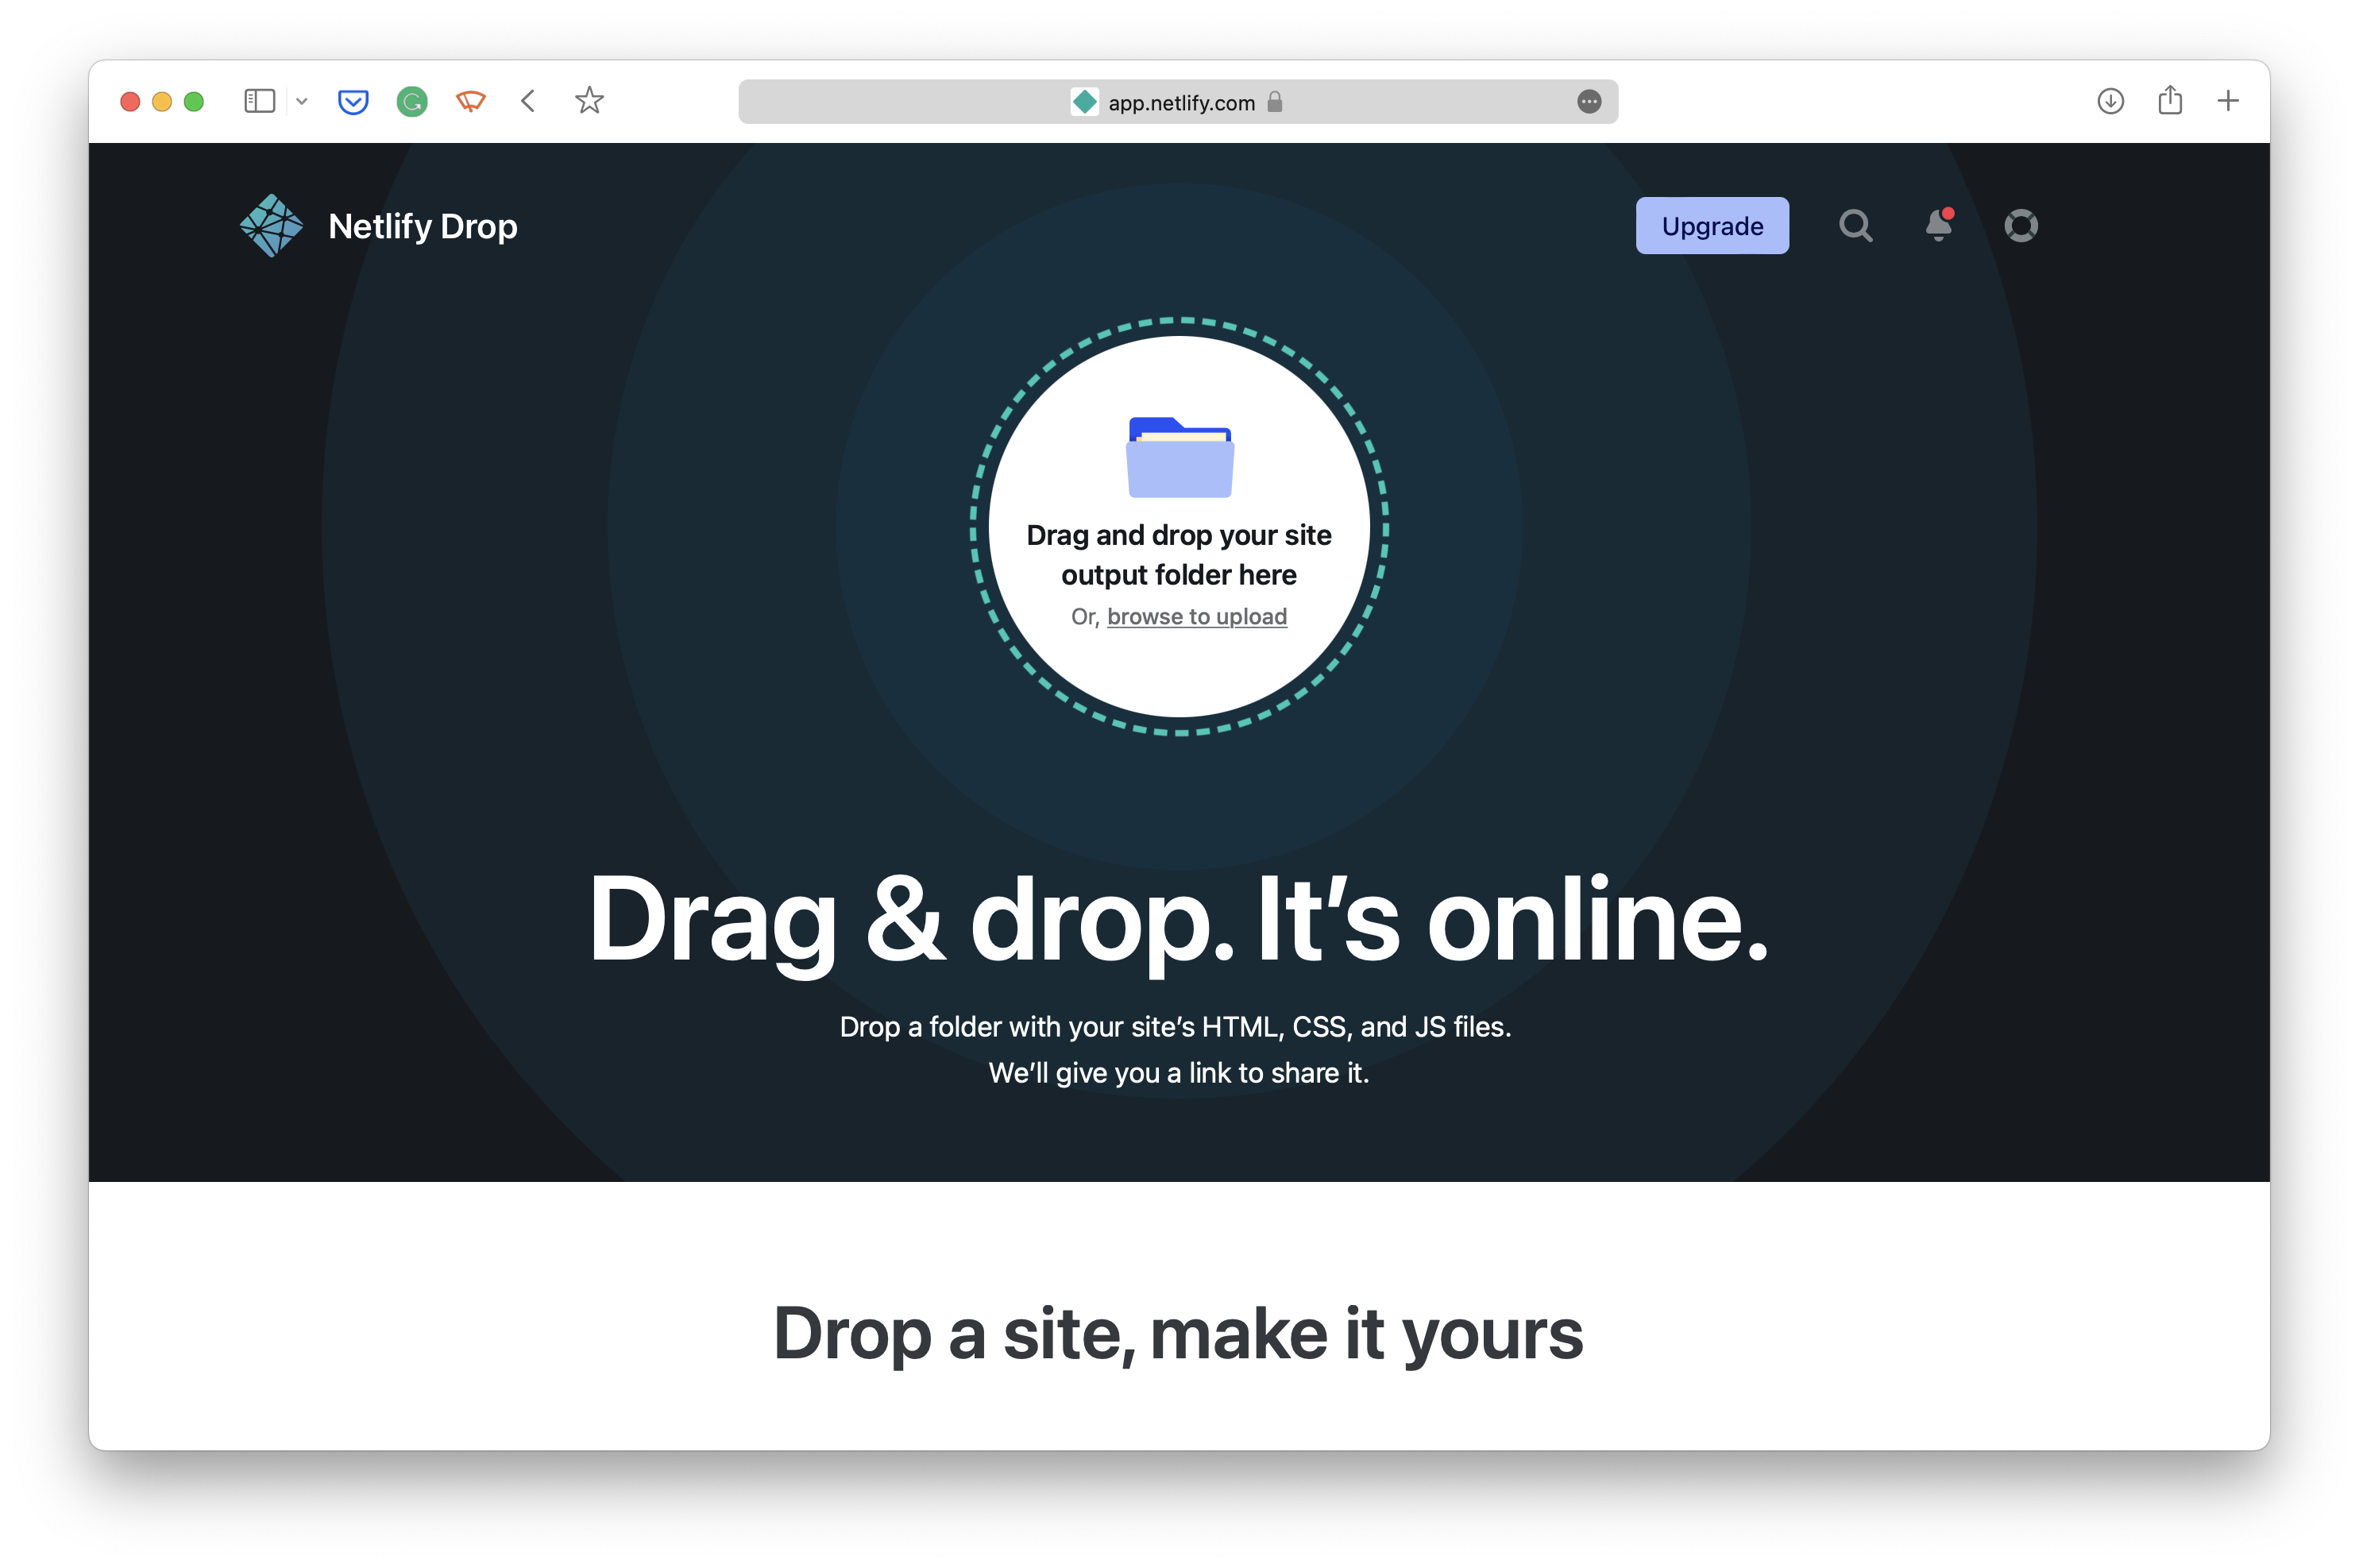 app.netlify.com
Netlify Drop
Upgrade
Drag and drop your site
output folder here
Or, browse to upload
Drag & drop. It’s online.
Drop a folder with your site’s HTML, CSS, and JS files.
We’ll give you a link to share it.
Drop a site, make it yours